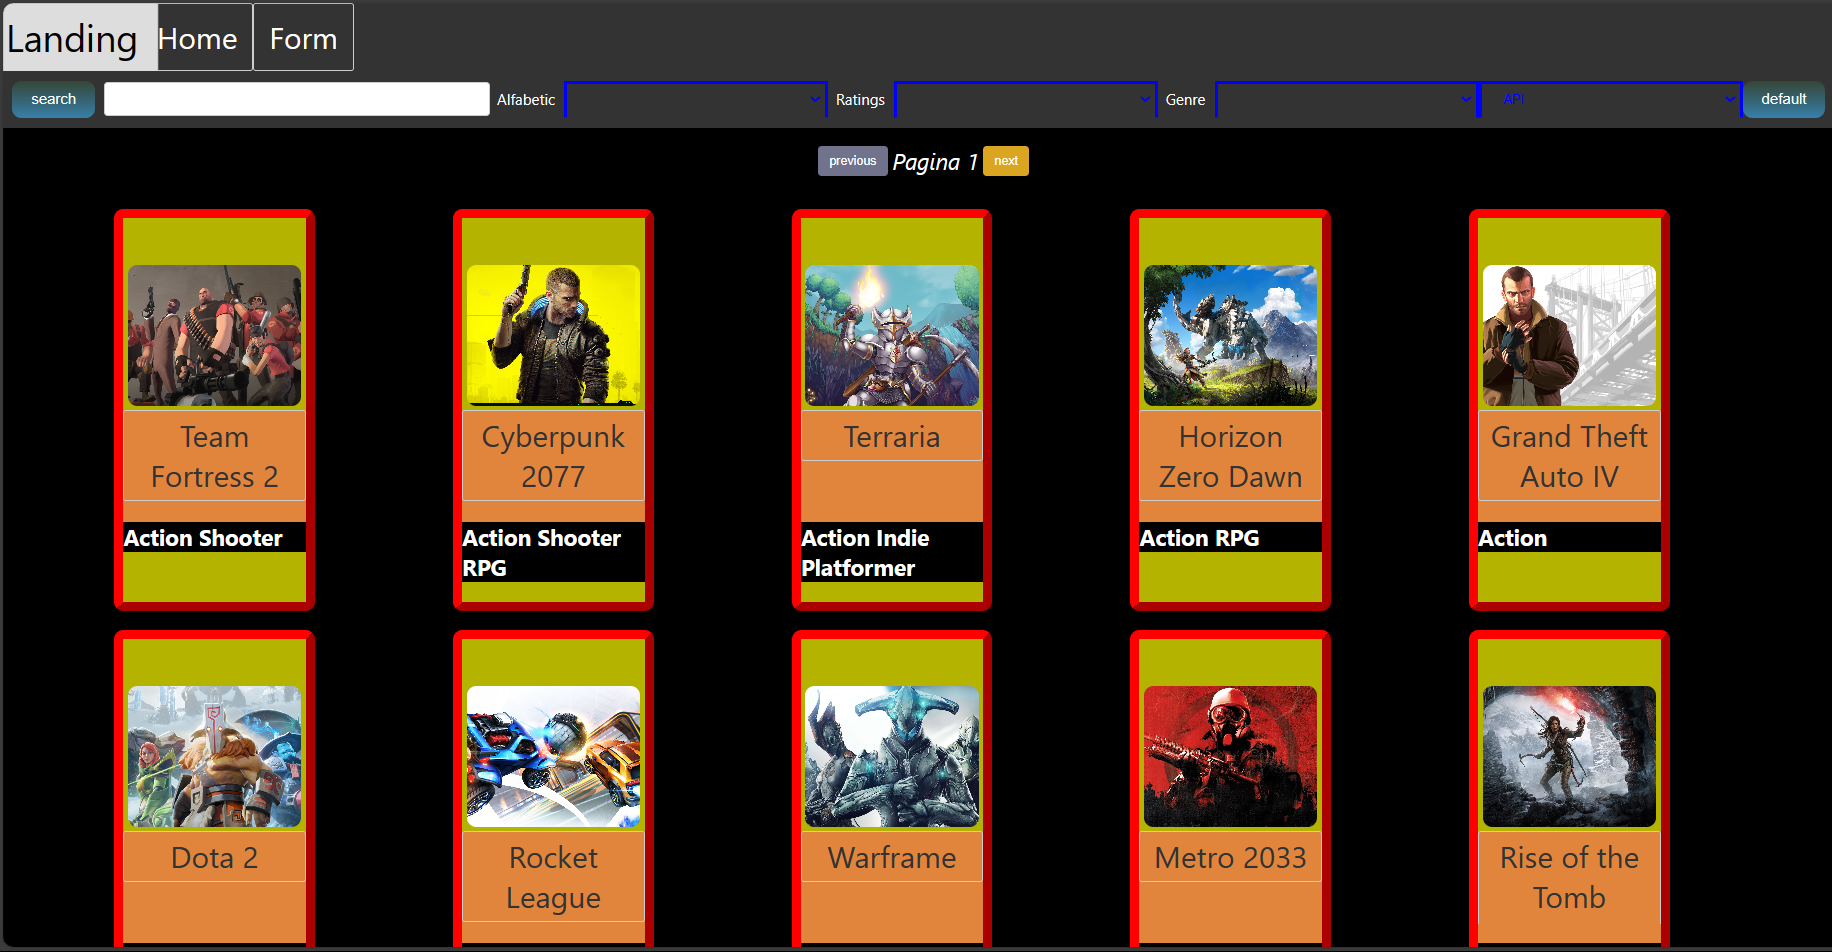 Landing Home Form
search Alfabetic Ratings Genre API default
previous Pagina 1 next
Team Fortress 2
Cyberpunk 2077
Terraria
Horizon Zero Dawn
Grand Theft Auto IV
Action Shooter
Action Shooter RPG
Action Indie Platformer
Action RPG
Action
Dota 2
Rocket League
Warframe
Metro 2033
Rise of the Tomb